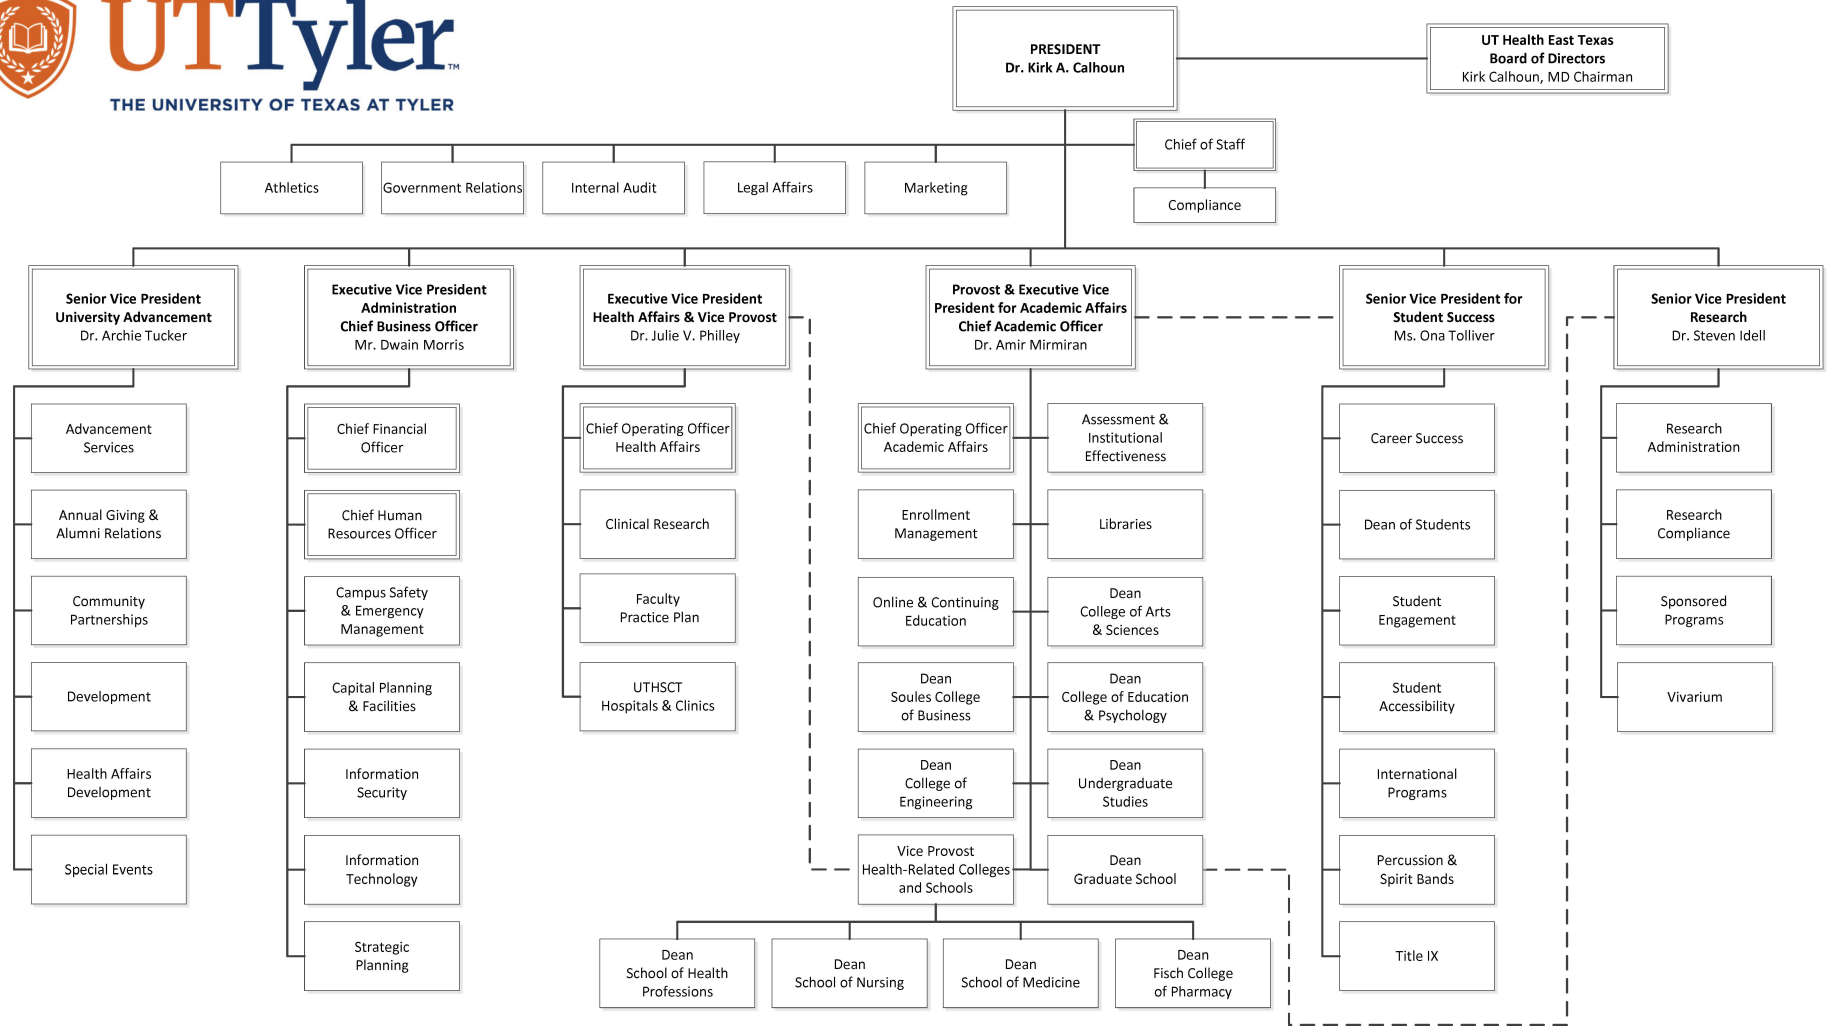 UTTyler™
THE UNIVERSITY OF TEXAS AT TYLER
PRESIDENT
Dr. Kirk A. Calhoun
UT Health East Texas
Board of Directors
Kirk Calhoun, MD Chairman
Chief of Staff
Compliance
Athletics
Government Relations
Internal Audit
Legal Affairs
Marketing
Senior Vice President
University Advancement
Dr. Archie Tucker
Executive Vice President
Administration
Chief Business Officer
Mr. Dwain Morris
Executive Vice President
Health Affairs & Vice Provost
Dr. Julie V. Philley
Provost & Executive Vice
President for Academic Affairs
Chief Academic Officer
Dr. Amir Mirmiran
Senior Vice President for
Student Success
Ms. Ona Tolliver
Senior Vice President
Research
Dr. Steven Idell
Advancement
Services
Annual Giving &
Alumni Relations
Community
Partnerships
Development
Health Affairs
Development
Special Events
Chief Financial
Officer
Chief Human
Resources Officer
Campus Safety
& Emergency
Management
Capital Planning
& Facilities
Information
Security
Information
Technology
Strategic
Planning
Chief Operating Officer
Health Affairs
Clinical Research
Faculty
Practice Plan
UTHSCT
Hospitals & Clinics
Chief Operating Officer
Academic Affairs
Enrollment
Management
Online & Continuing
Education
Dean
Soules College
of Business
Dean
College of
Engineering
Vice Provost
Health-Related Colleges
and Schools
Assessment &
Institutional
Effectiveness
Libraries
Dean
College of Arts
& Sciences
Dean
College of Education
& Psychology
Dean
Undergraduate
Studies
Dean
Graduate School
Dean
School of Health
Professions
Dean
School of Nursing
Dean
School of Medicine
Dean
Fisch College
of Pharmacy
Career Success
Dean of Students
Student
Engagement
Student
Accessibility
International
Programs
Percussion &
Spirit Bands
Title IX
Research
Administration
Research
Compliance
Sponsored
Programs
Vivarium